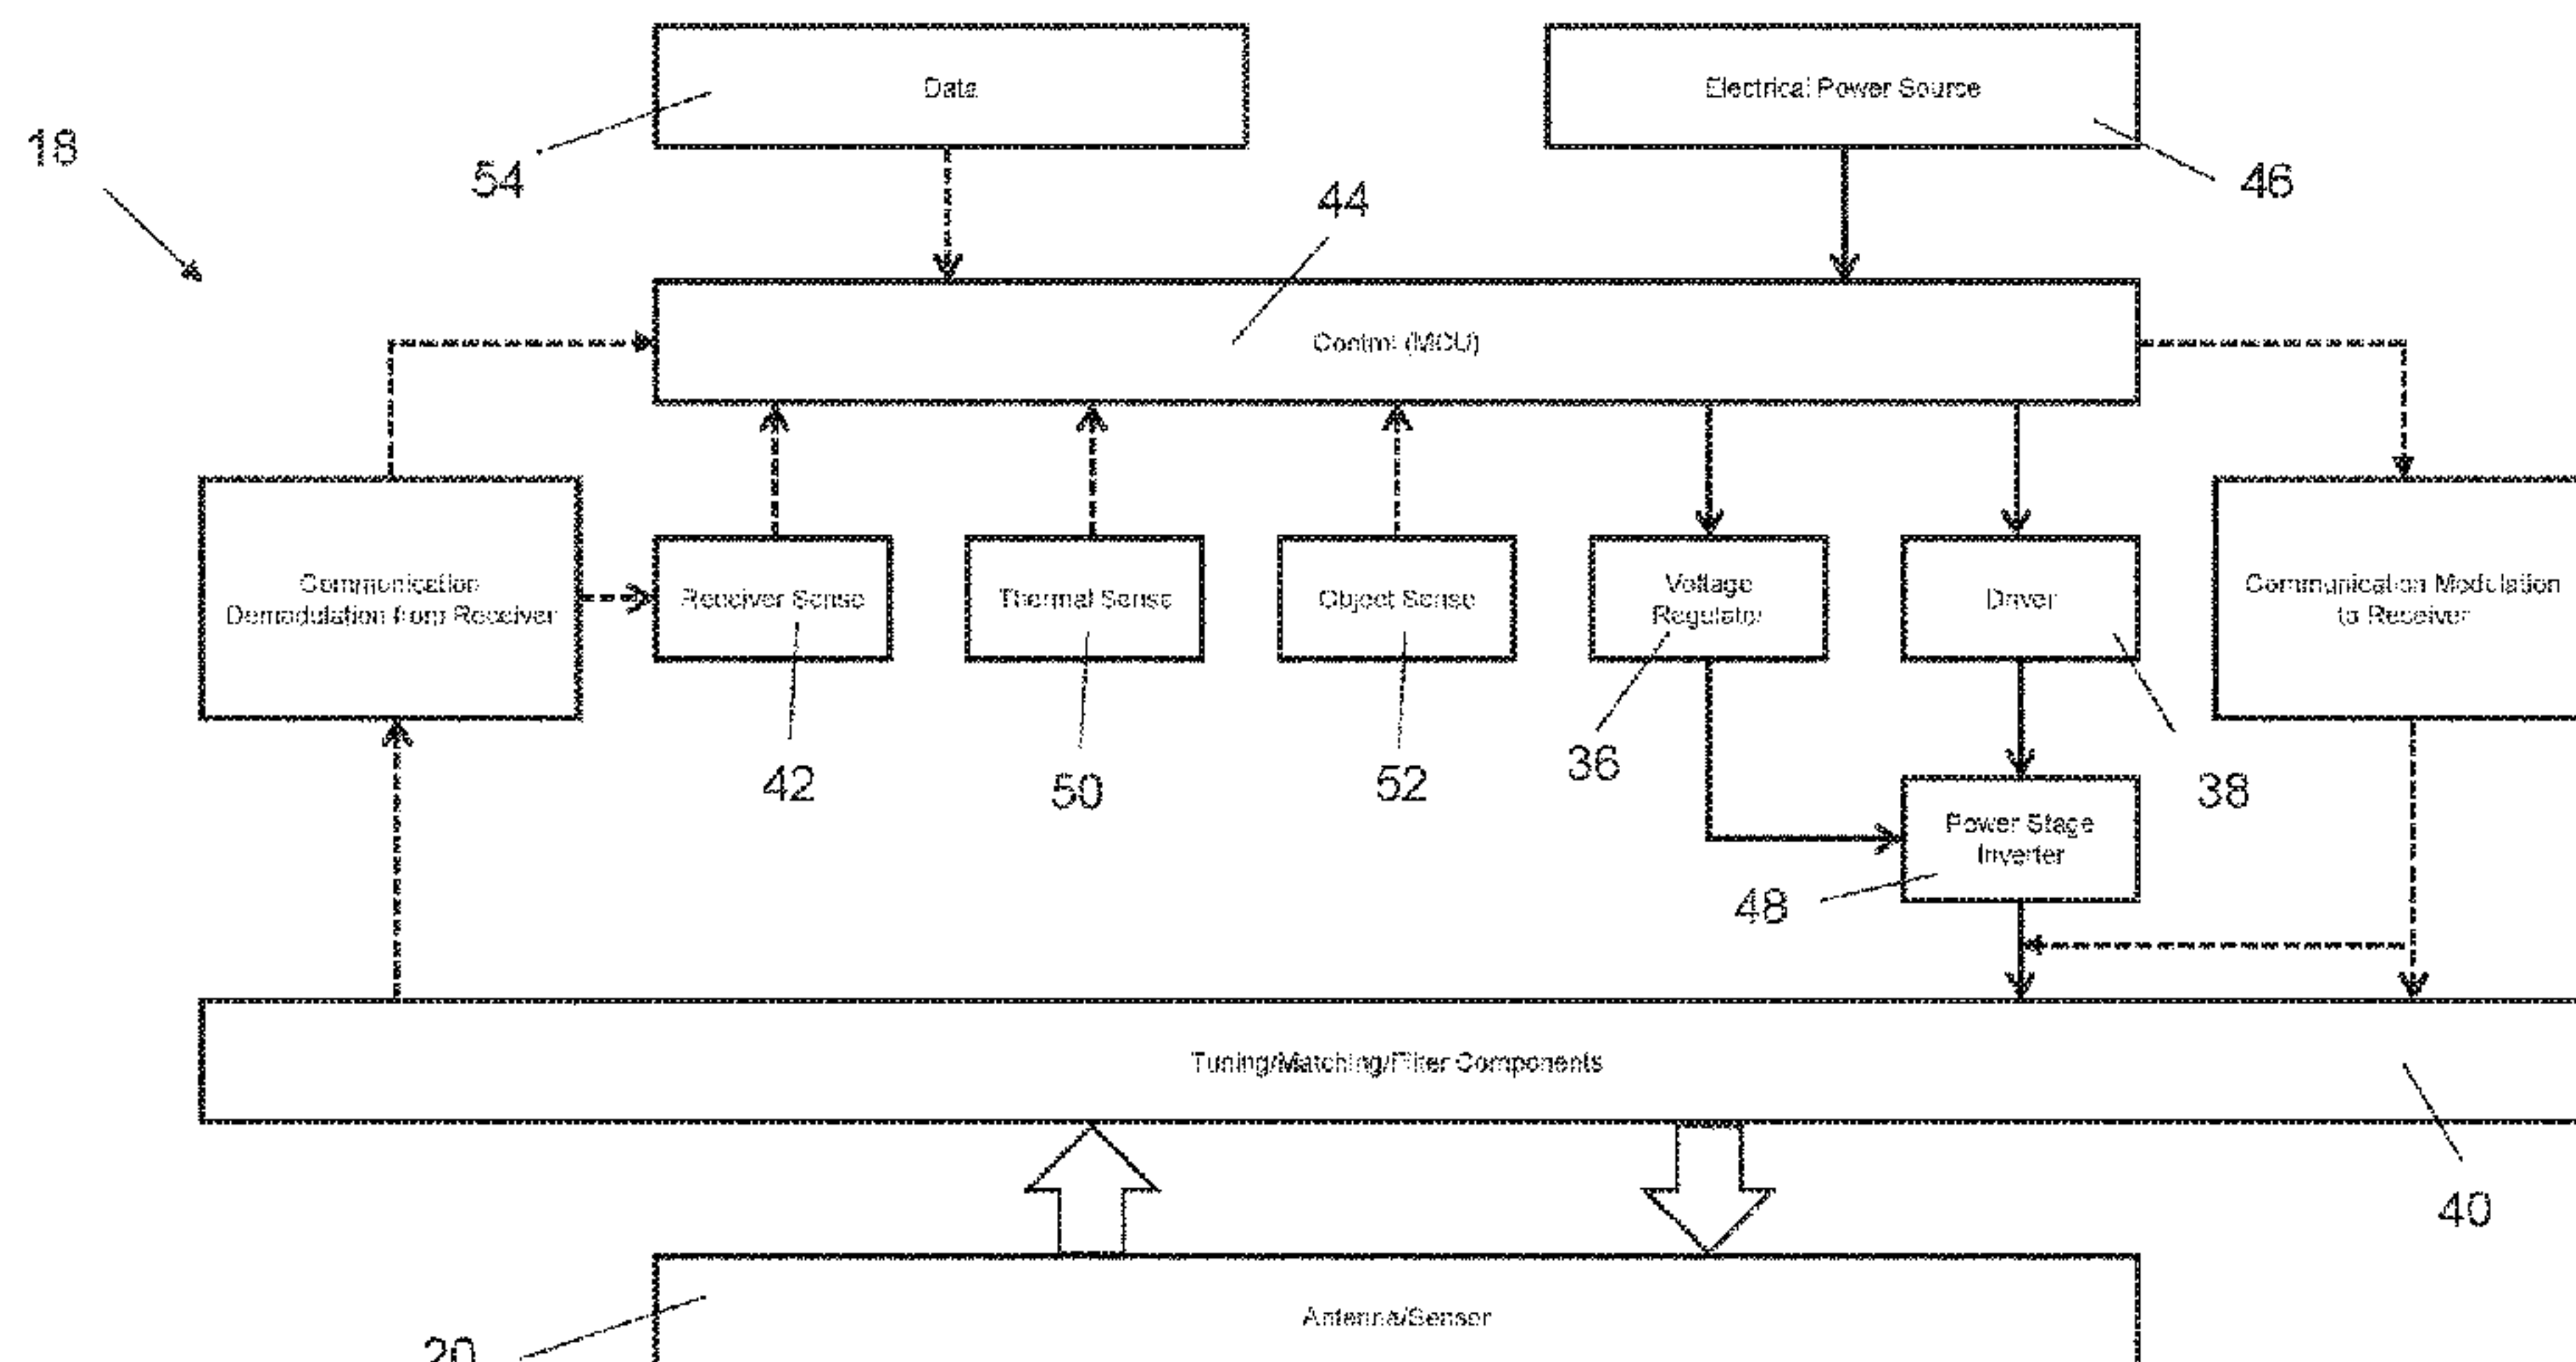 Data
Electrical Power Source
18
54
44
46
Control (MCU)
Communication
Demodulation from Receiver
Receiver Sense
Thermal Sense
Object Sense
Voltage
Regulator
Driver
Communication Modulation
to Receiver
42
50
52
36
38
Power Stage
Inverter
48
Tuning/Matching/Filter Components
40
Antenna/Sensor
20